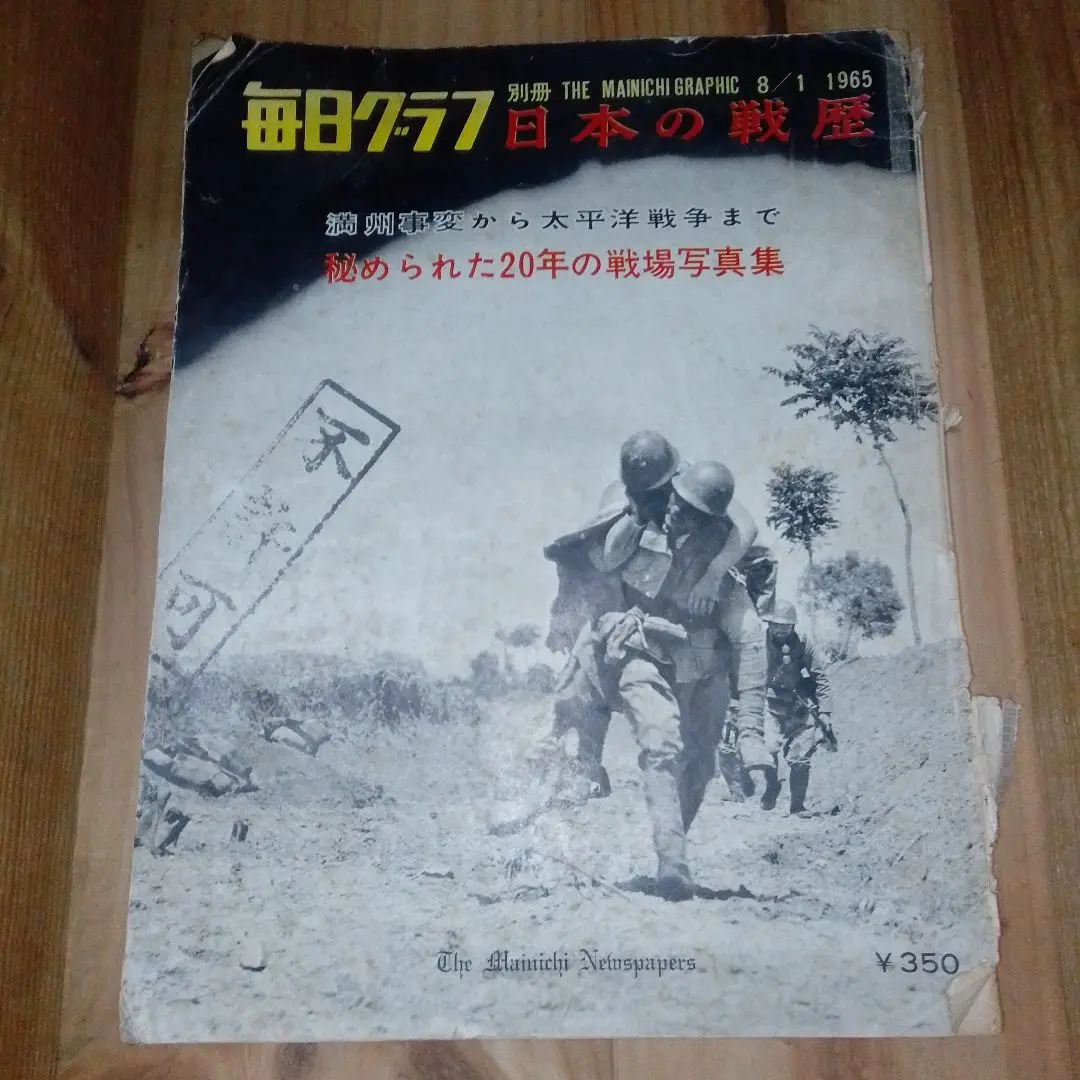 毎日グラフ
別冊 THE MAINICHI GRAPHIC 8/1 1965
日本の戦歴
満州事変から太平洋戦争まで
秘められた20年の戦場写真集
不許可
The Mainichi Newspapers
¥350